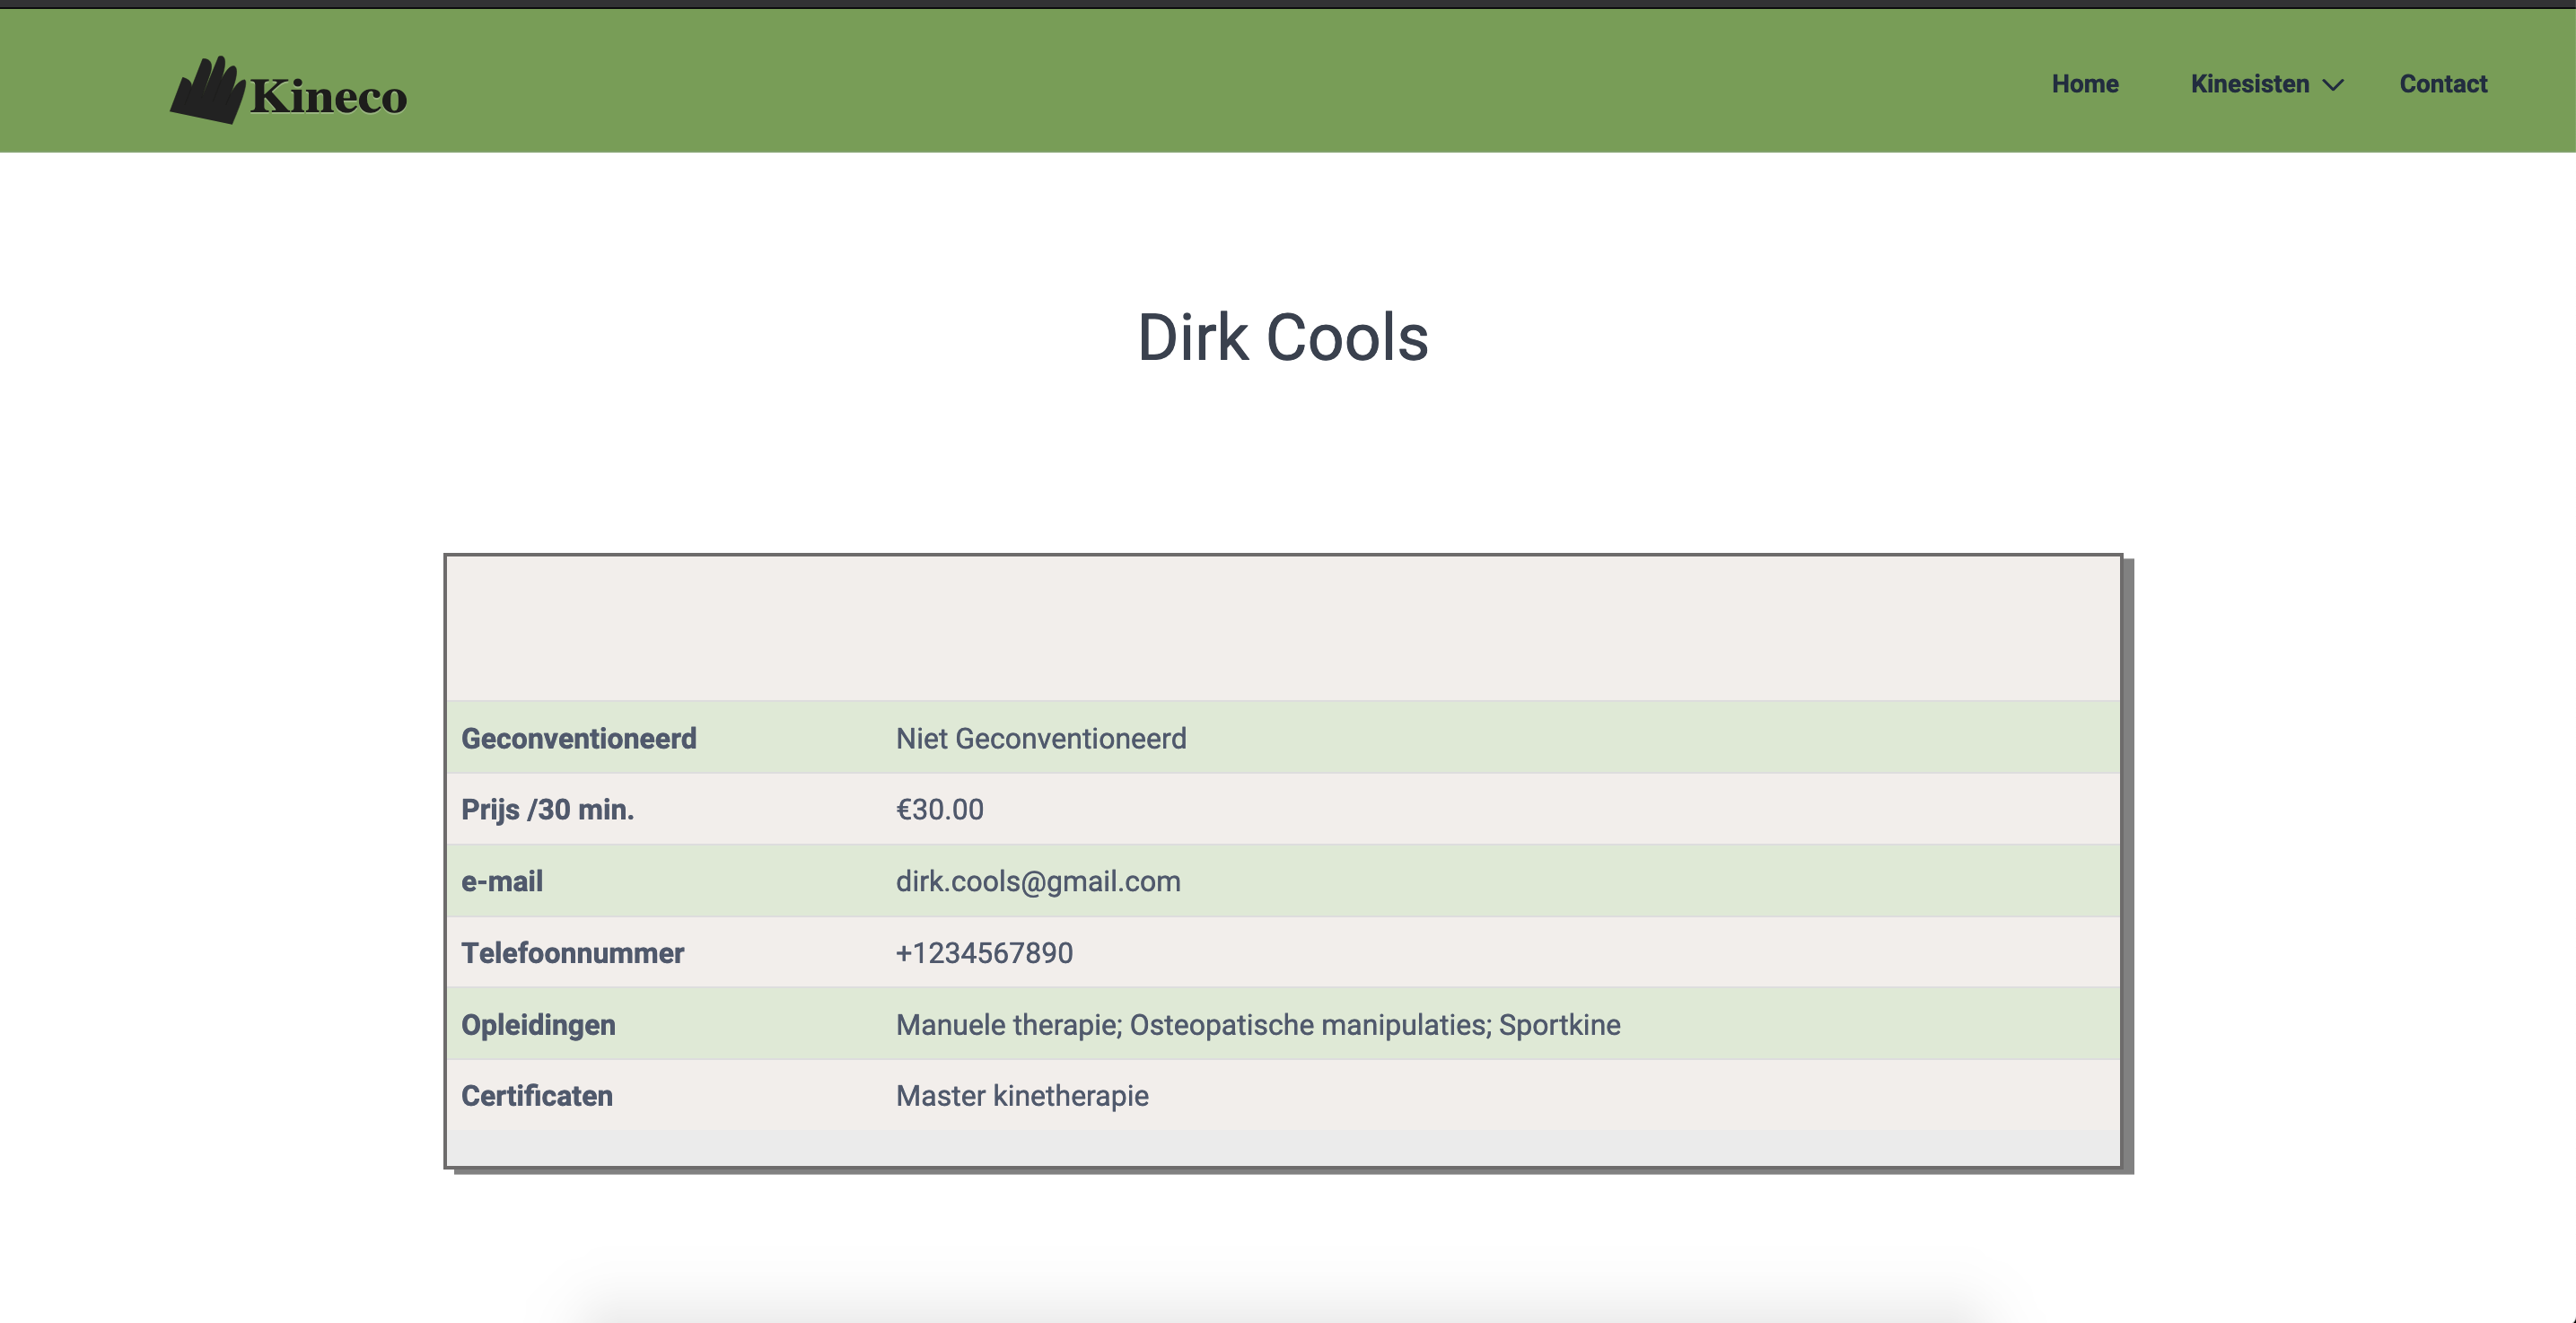 Kineco
Home Kinesisten Contact
Dirk Cools
Geconventioneerd Niet Geconventioneerd
Prijs /30 min. €30.00
e-mail dirk.cools@gmail.com
Telefoonnummer +1234567890
Opleidingen Manuele therapie; Osteopatische manipulaties; Sportkine
Certificaten Master kinetherapie